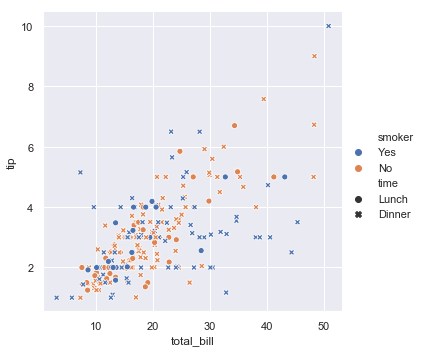 10
8
6
4
2
tip
10
20
30
40
50
total_bill
smoker
Yes
No
time
Lunch
Dinner